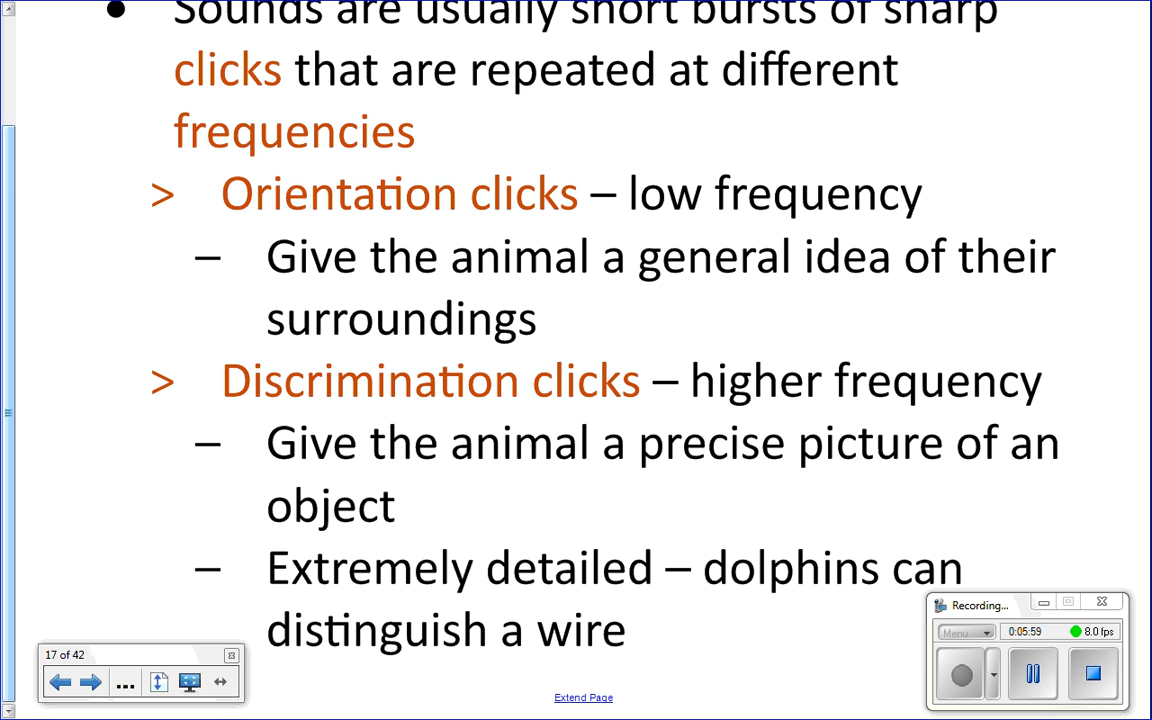 ● Sounds are usually short bursts of sharp
clicks that are repeated at different
frequencies
> Orientation clicks – low frequency
– Give the animal a general idea of their
surroundings
> Discrimination clicks – higher frequency
– Give the animal a precise picture of an
object
– Extremely detailed – dolphins can
distinguish a wire
Recording...
Menu 0:05:59 8.0 fps
17 of 42
...
Extend Page